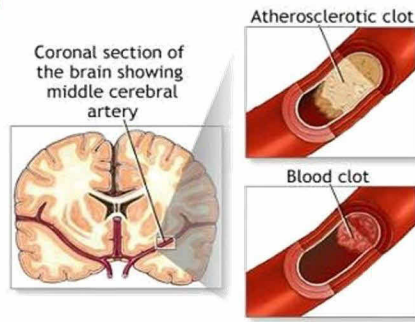 Coronal section of
the brain showing
middle cerebral
artery
Atherosclerotic clot
Blood clot